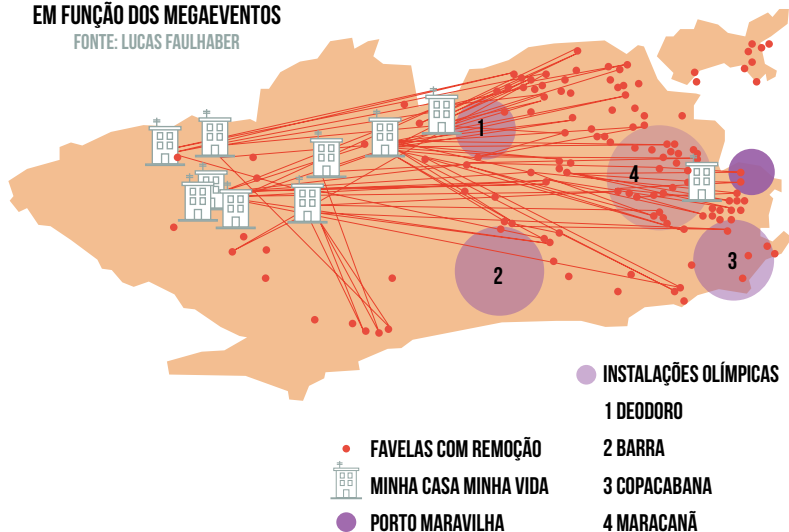 EM FUNÇÃO DOS MEGAEVENTOS
FONTE: LUCAS FAULHABER
1
4
3
2
INSTALAÇÕES OLÍMPICAS
1 DEODORO
FAVELAS COM REMOÇÃO
2 BARRA
MINHA CASA MINHA VIDA
3 COPACABANA
PORTO MARAVILHA
4 MARACANÃ